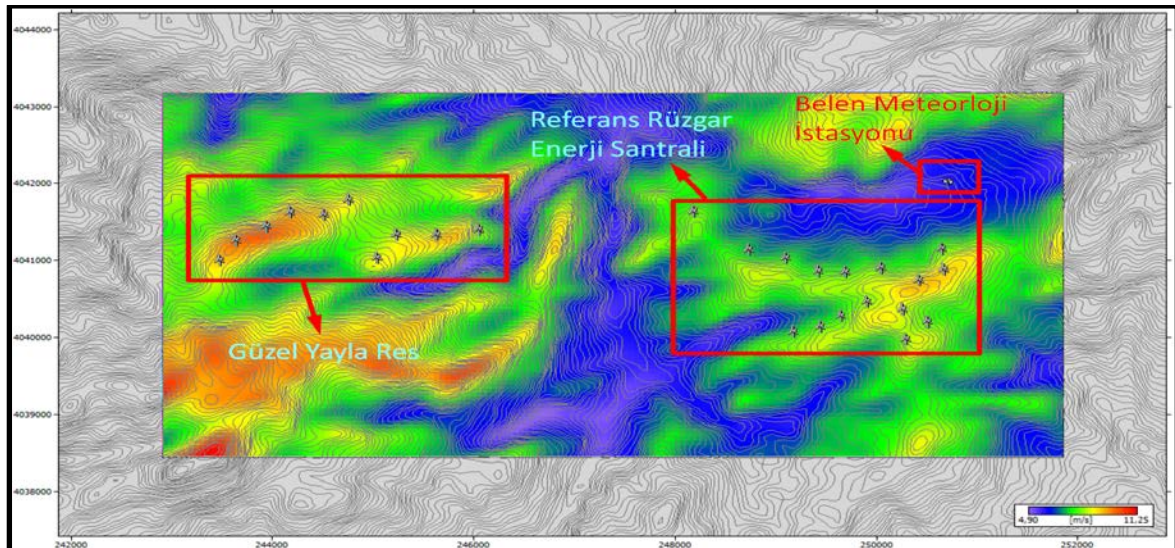 4044000
4043000
Belen Meteorloji
İstasyonu
Referans Rüzgar
Enerji Santrali
4042000
4041000
4040000
Güzel Yayla Res
4039000
4038000
4,90 [m/s] 11,25
242000 244000 246000 248000 250000 252000